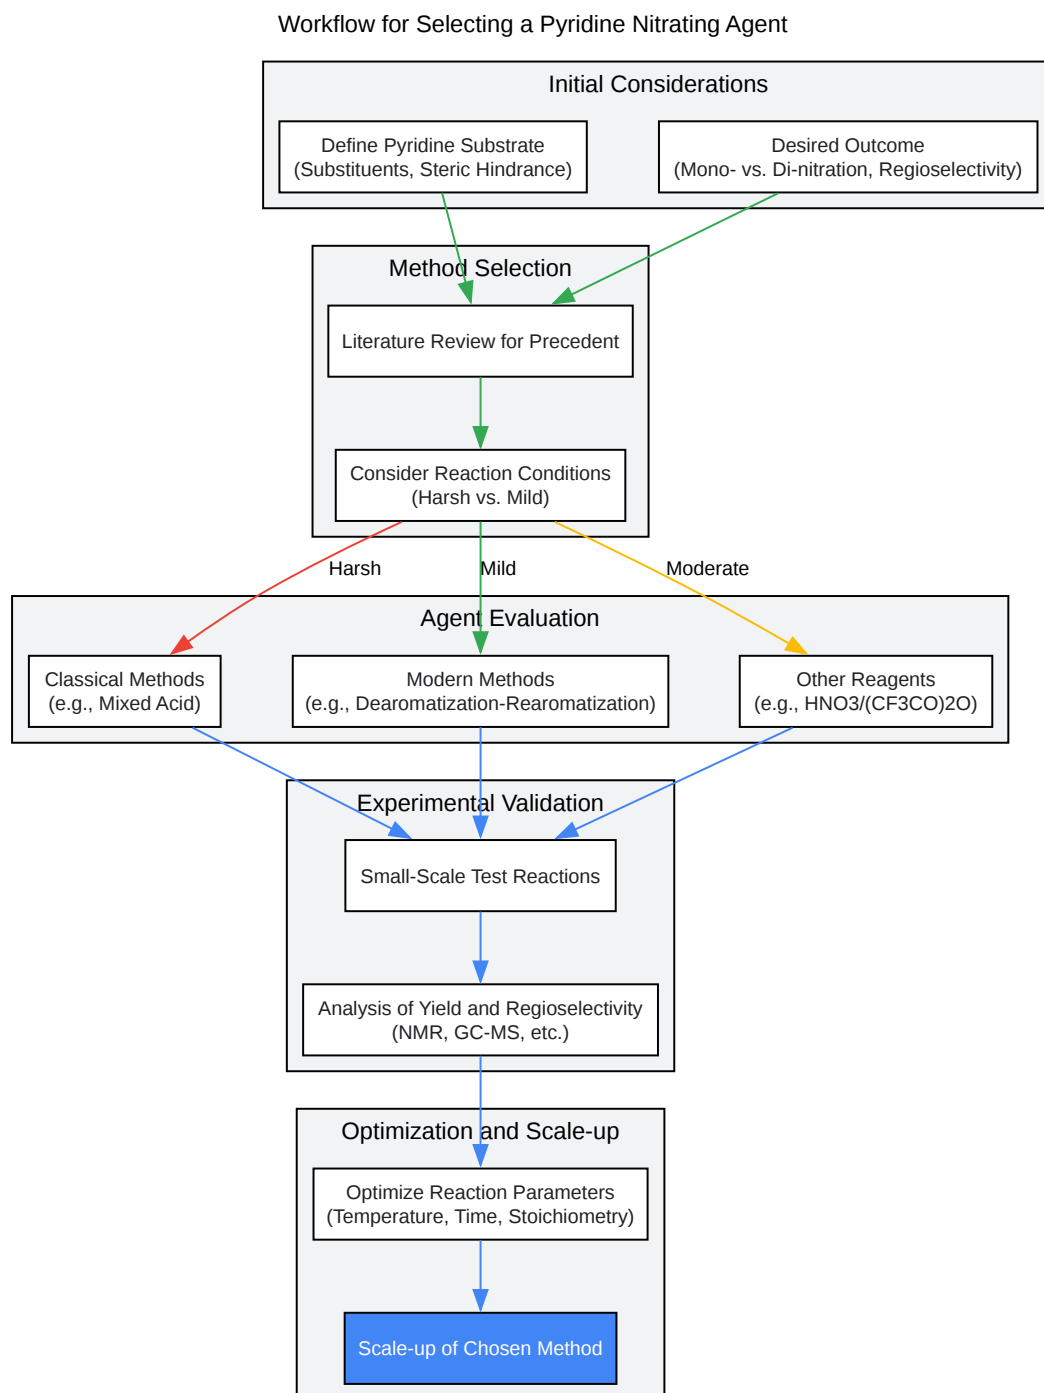 Workflow for Selecting a Pyridine Nitrating Agent
Initial Considerations
Define Pyridine Substrate
(Substituents, Steric Hindrance)
Desired Outcome
(Mono- vs. Di-nitration, Regioselectivity)
Method Selection
Literature Review for Precedent
Consider Reaction Conditions
(Harsh vs. Mild)
Harsh
Mild
Moderate
Agent Evaluation
Classical Methods
(e.g., Mixed Acid)
Modern Methods
(e.g., Dearomatization-Rearomatization)
Other Reagents
(e.g., HNO3/(CF3CO)2O)
Experimental Validation
Small-Scale Test Reactions
Analysis of Yield and Regioselectivity
(NMR, GC-MS, etc.)
Optimization and Scale-up
Optimize Reaction Parameters
(Temperature, Time, Stoichiometry)
Scale-up of Chosen Method